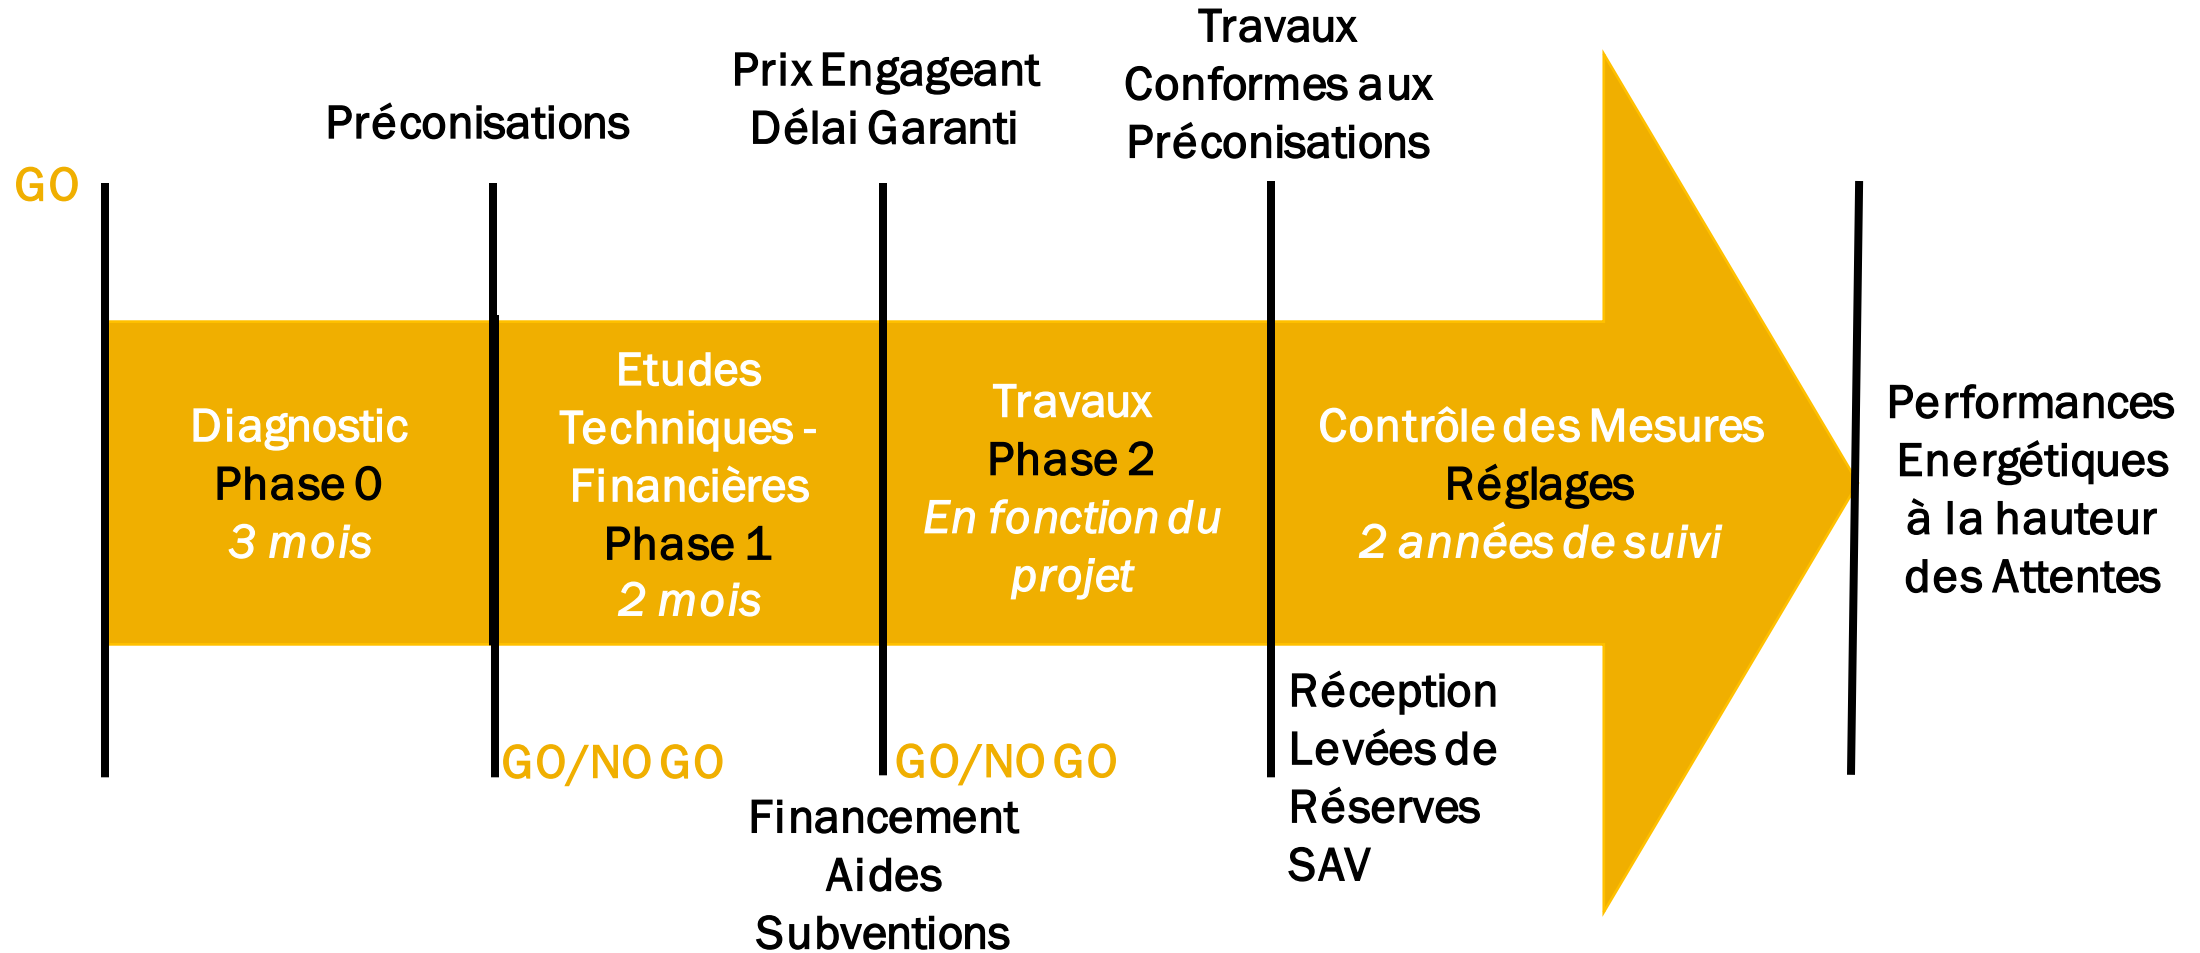 GO
Préconisations
Prix Engageant
Délai Garanti
Travaux
Conformes aux
Préconisations
Diagnostic
Phase 0
3 mois
Etudes
Techniques -
Financières
Phase 1
2 mois
Travaux
Phase 2
En fonction du
projet
Contrôle des Mesures
Réglages
2 années de suivi
Performances
Energétiques
à la hauteur
des Attentes
GO/NO GO
GO/NO GO
Financement
Aides
Subventions
Réception
Levées de
Réserves
SAV